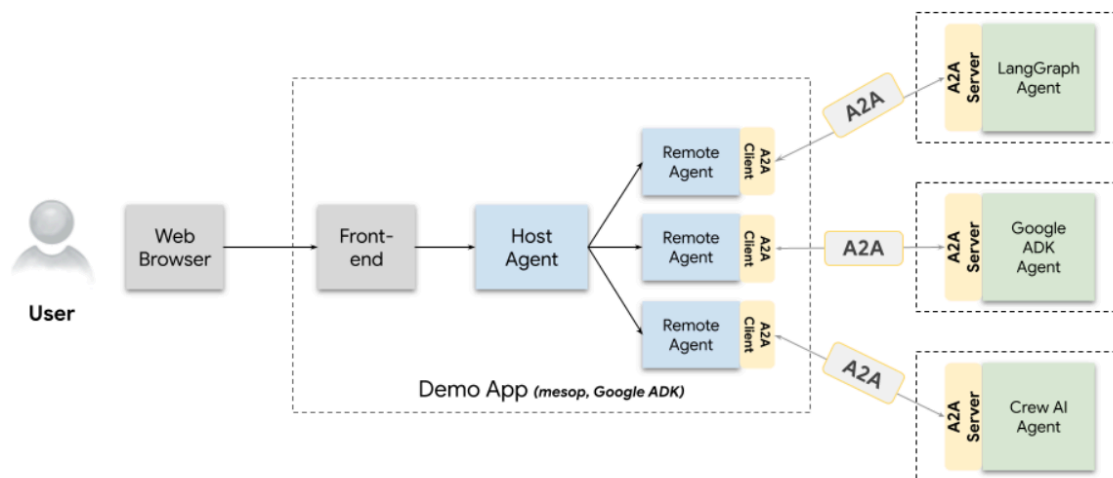 User
Web
Browser
Front-
end
Host
Agent
Remote
Agent
A2A
Client
Remote
Agent
A2A
Client
Remote
Agent
A2A
Client
Demo App (mesop, Google ADK)
A2A
A2A
A2A
A2A
Server
LangGraph
Agent
A2A
Server
Google
ADK
Agent
A2A
Server
Crew AI
Agent